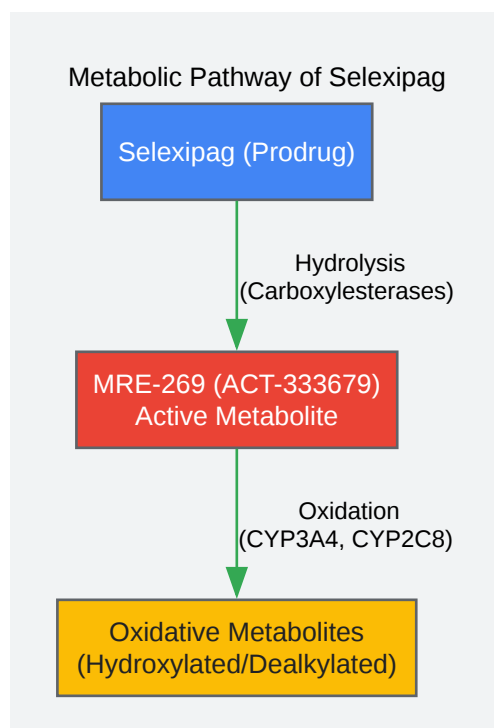 Metabolic Pathway of Selexipag
Selexipag (Prodrug)
Hydrolysis
(Carboxylesterases)
MRE-269 (ACT-333679)
Active Metabolite
Oxidation
(CYP3A4, CYP2C8)
Oxidative Metabolites
(Hydroxylated/Dealkylated)